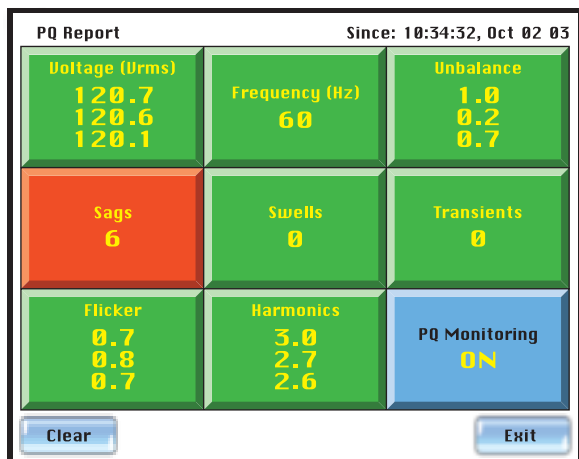 PQ Report Since: 10:34:32, Oct 02 03
Voltage (Vrms)
120.7
120.6
120.1
Frequency (Hz)
60
Unbalance
1.0
0.2
0.7
Sags
6
Swells
0
Transients
0
Flicker
0.7
0.8
0.7
Harmonics
3.0
2.7
2.6
PQ Monitoring
ON
Clear
Exit